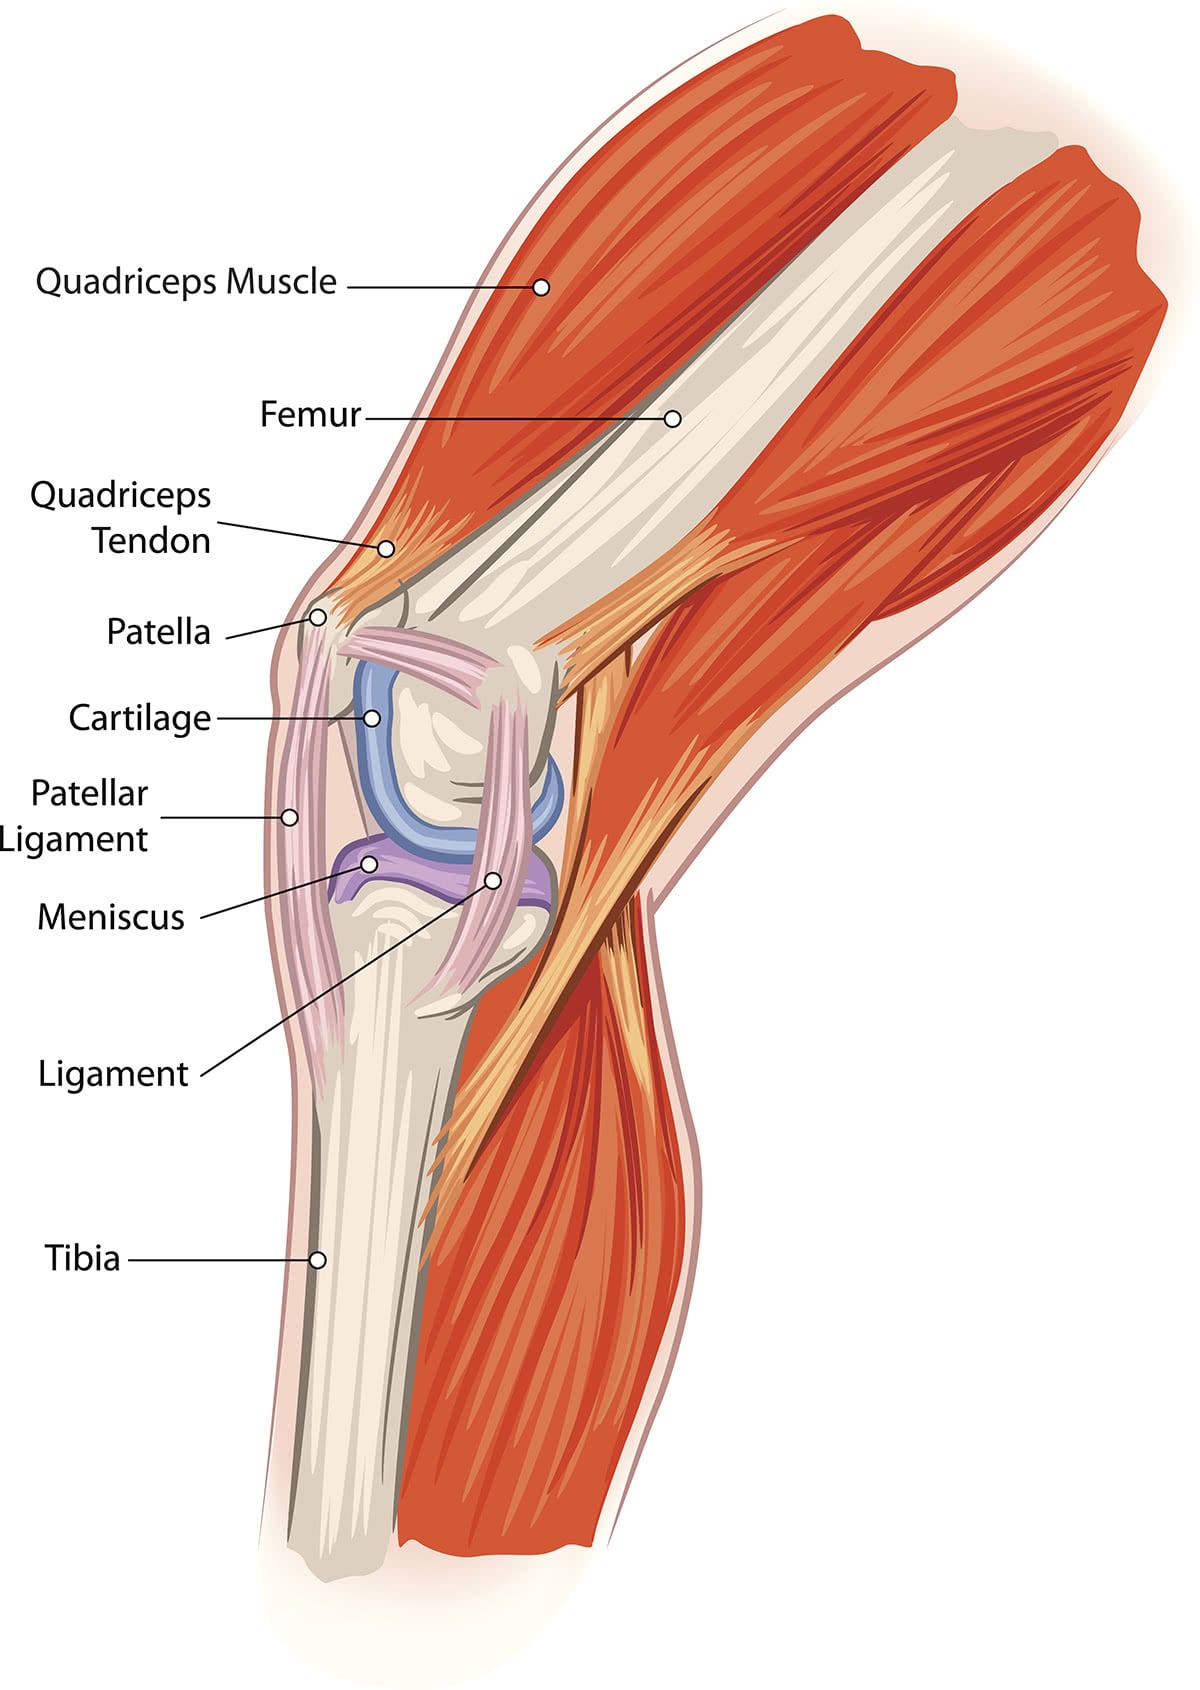 Quadriceps Muscle
Femur
Quadriceps
Tendon
Patella
Cartilage
Patellar
Ligament
Meniscus
Ligament
Tibia